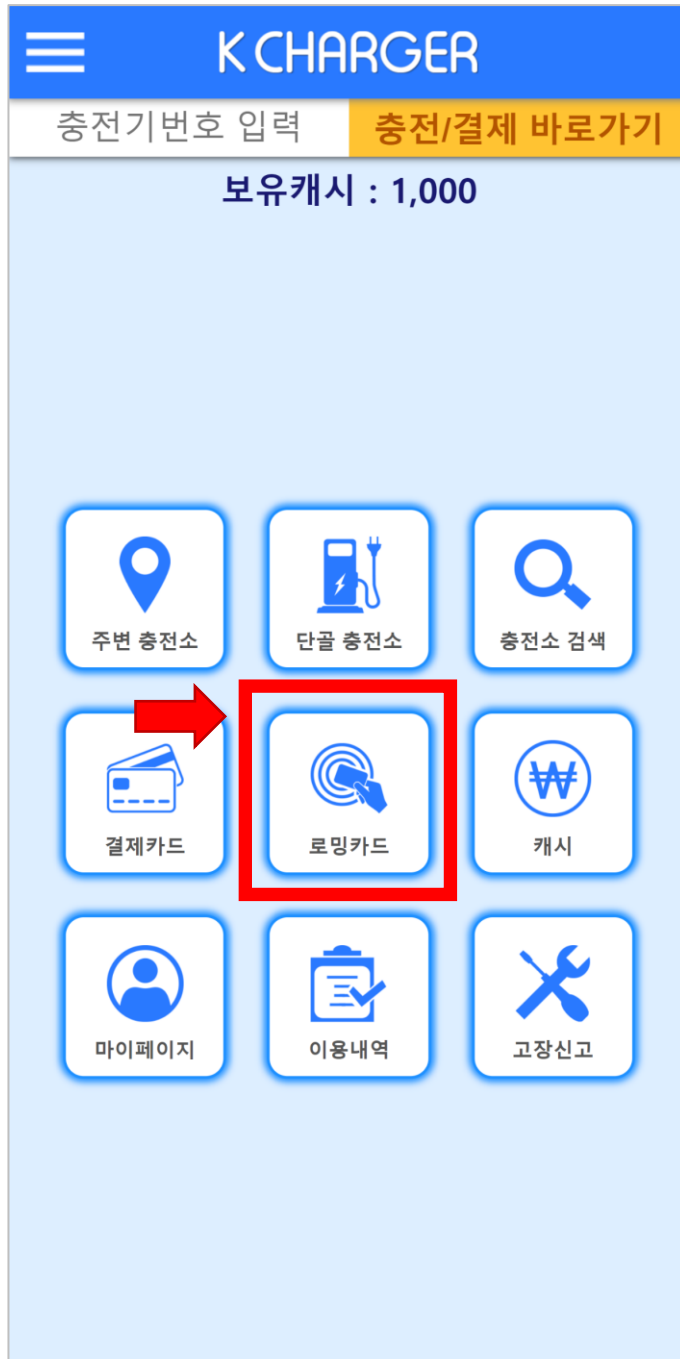 K CHARGER
충전기번호 입력 충전/결제 바로가기
보유캐시 : 1,000
주변 충전소 단골 충전소 충전소 검색
결제카드 로밍카드 캐시
마이페이지 이용내역 고장신고